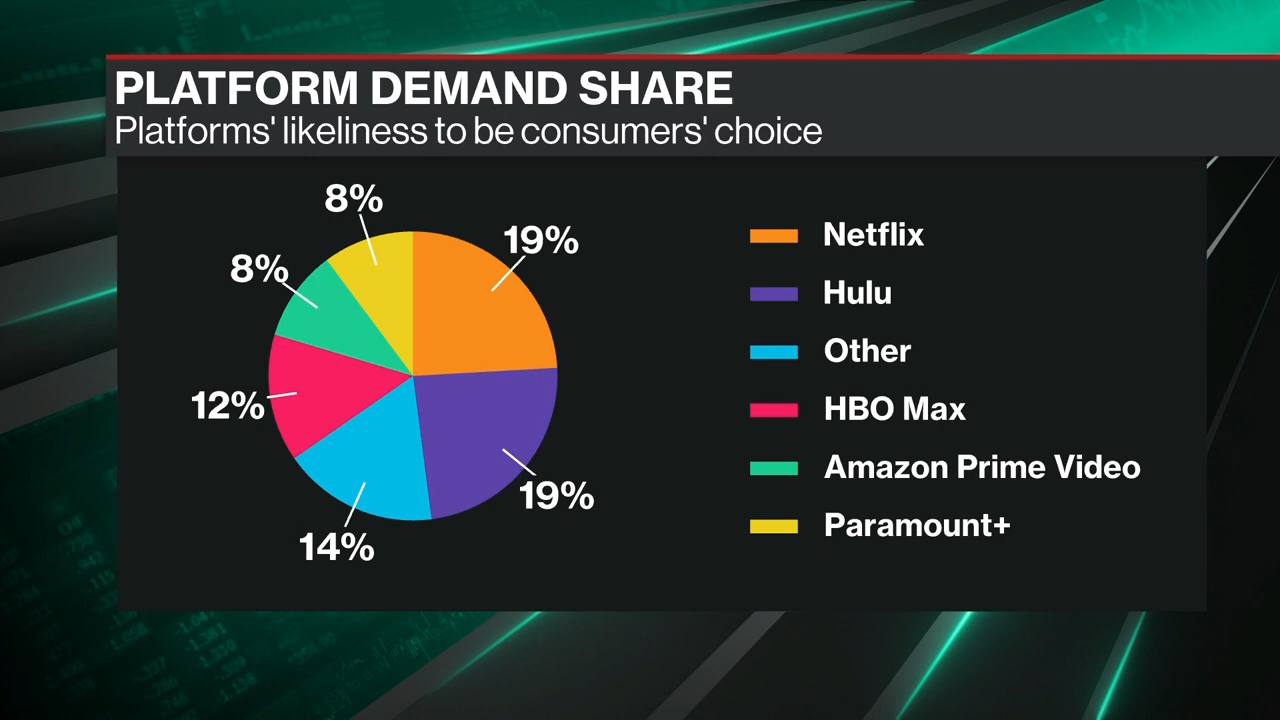 PLATFORM DEMAND SHARE
Platforms' likeliness to be consumers' choice
8%
19%
8%
12%
19%
14%
Netflix
Hulu
Other
HBO Max
Amazon Prime Video
Paramount+